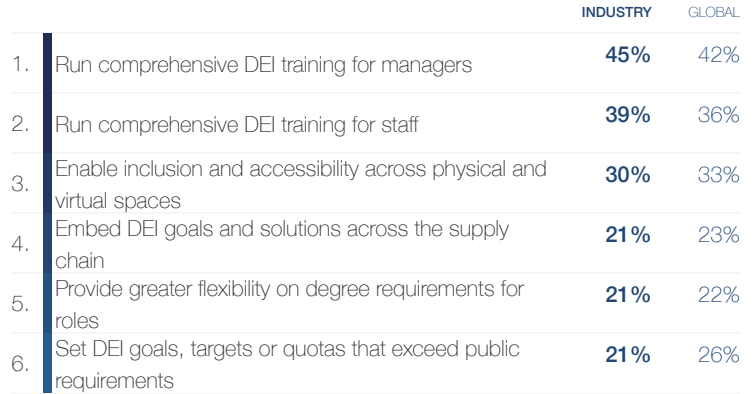 INDUSTRY GLOBAL
1. Run comprehensive DEI training for managers 45% 42%
2. Run comprehensive DEI training for staff 39% 36%
3. Enable inclusion and accessibility across physical and
virtual spaces 30% 33%
4. Embed DEI goals and solutions across the supply
chain 21% 23%
5. Provide greater flexibility on degree requirements for
roles 21% 22%
6. Set DEI goals, targets or quotas that exceed public
requirements 21% 26%